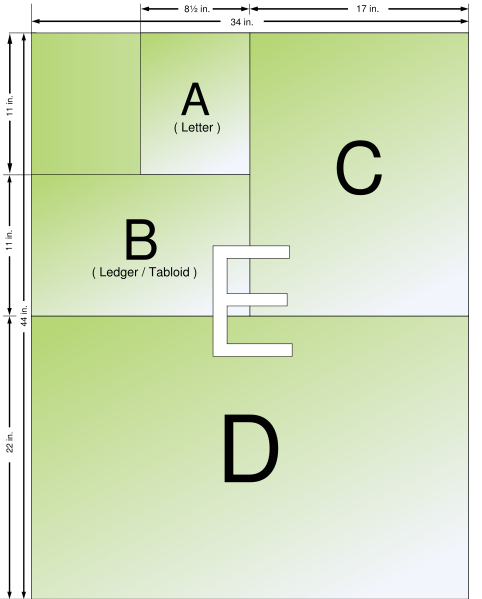 8½ in.
17 in.
34 in.
11 in.
A
( Letter )
C
11 in.
B
( Ledger / Tabloid )
E
44 in.
22 in.
D